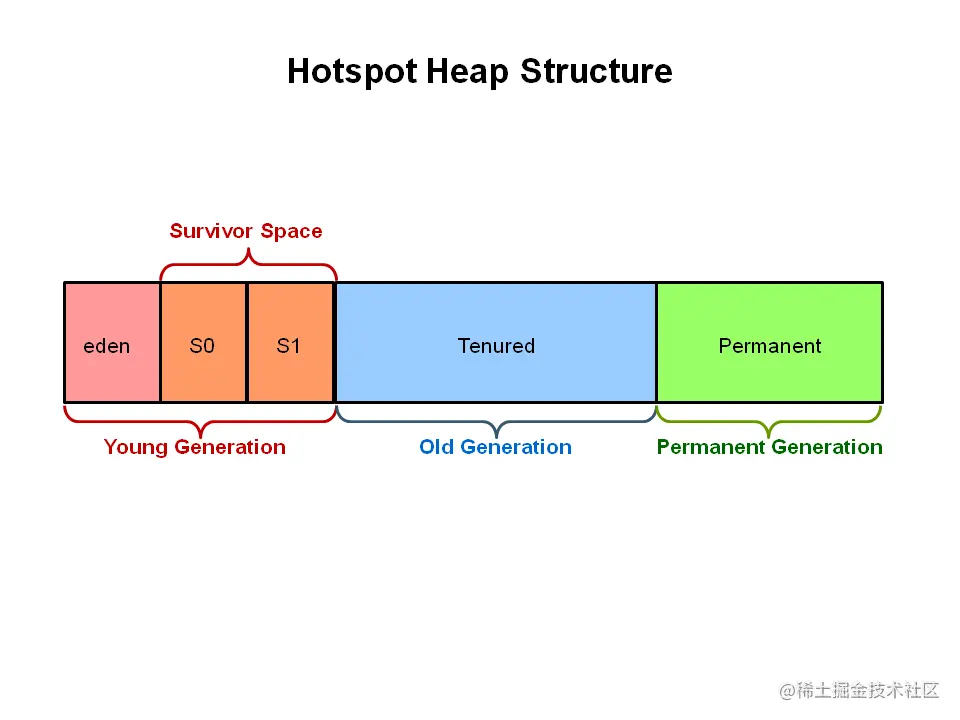 Hotspot Heap Structure
Survivor Space
eden
S0
S1
Tenured
Permanent
Young Generation
Old Generation
Permanent Generation
@稀土掘金技术社区